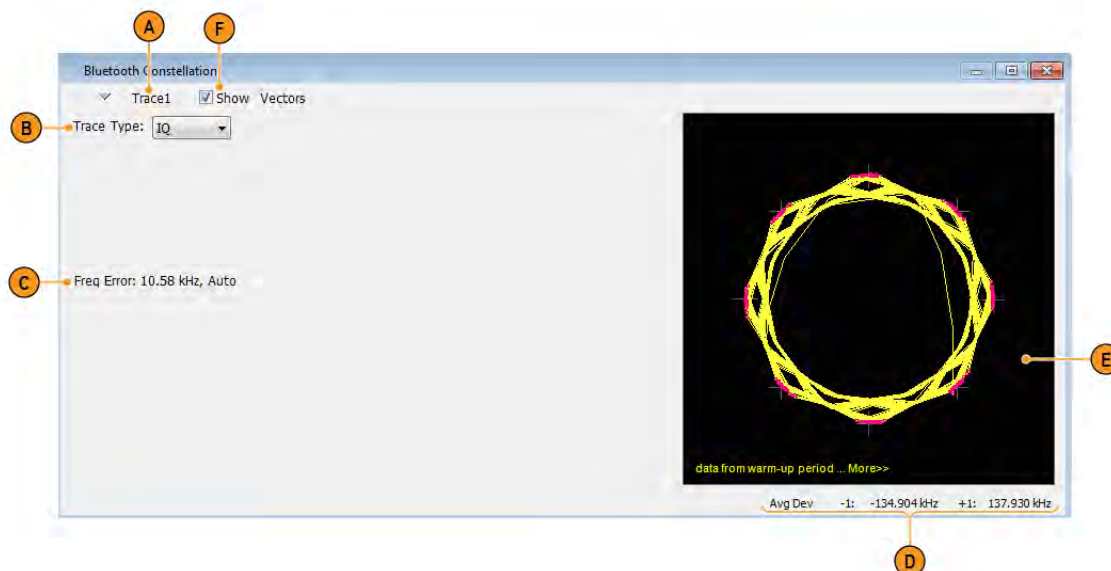 A F
Bluetooth Constellation
Trace1 Show Vectors
B Trace Type: IQ
C Freq Error: 10.58 kHz, Auto
E
data from warm-up period ... More>>
Avg Dev -1: -134.904 kHz +1: 137.930 kHz
D